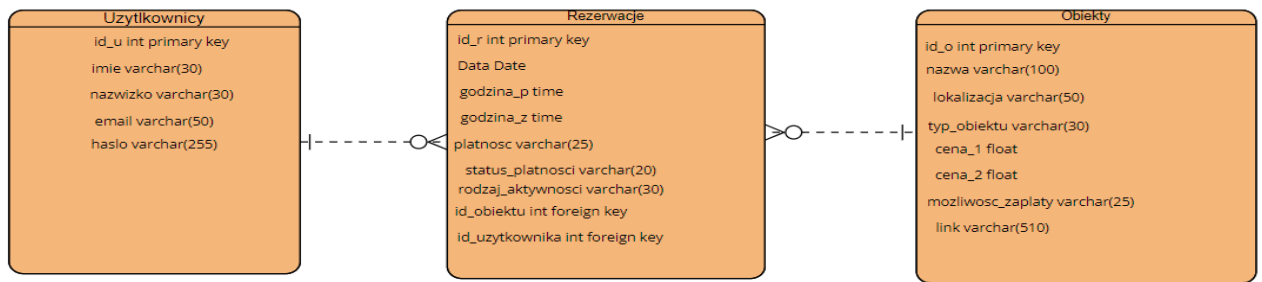 Uzytlkownicy
id_u int primary key
imie varchar(30)
nazwizko varchar(30)
email varchar(50)
haslo varchar(255)
Rezerwacje
id_r int primary key
Data Date
godzina_p time
godzina_z time
platnosc varchar(25)
status_platnosci varchar(20)
rodzaj_aktywnosci varchar(30)
id_obiektu int foreign key
id_uzytkownika int foreign key
Obiekty
id_o int primary key
nazwa varchar(100)
lokalizacja varchar(50)
typ_obiektu varchar(30)
cena_1 float
cena_2 float
mozliwosc_zaplaty varchar(25)
link varchar(510)